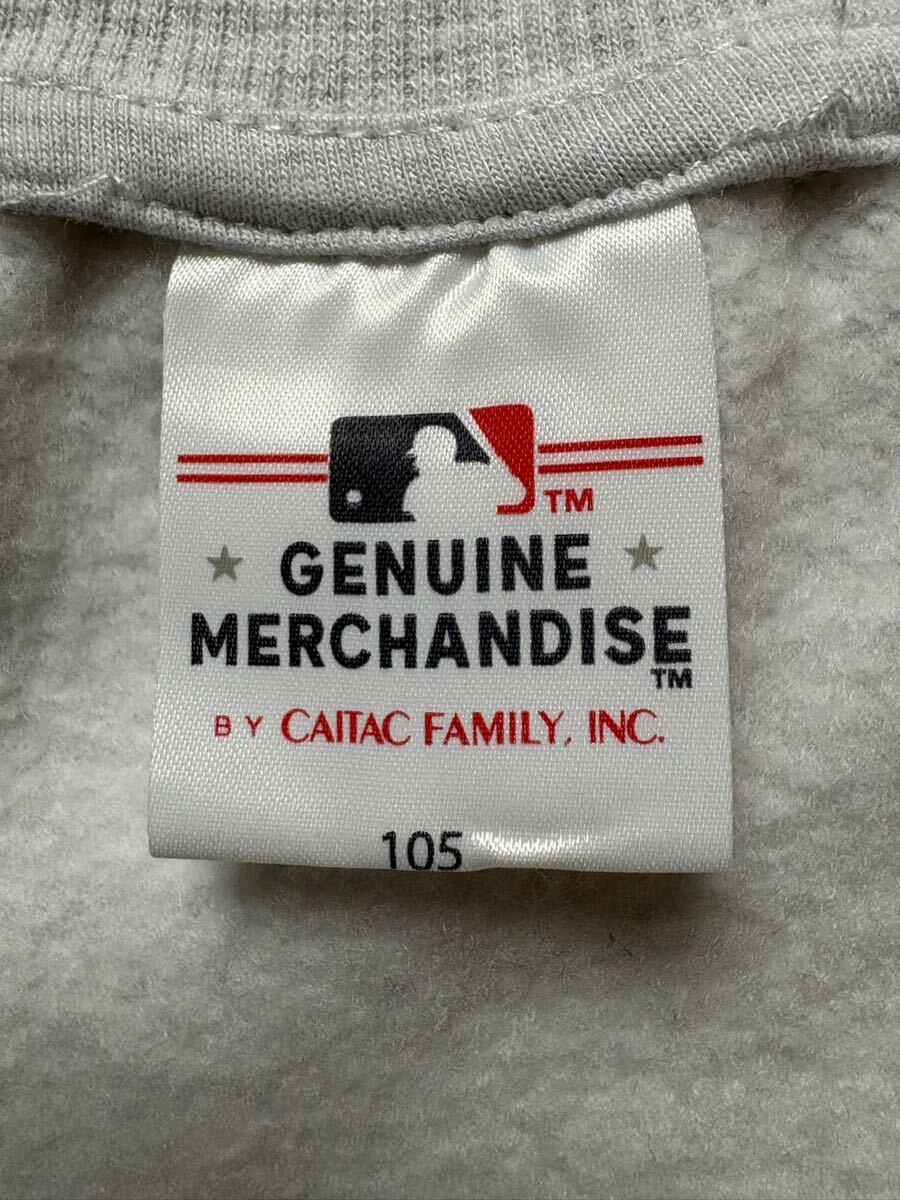 TM
GENUINE
MERCHANDISE
TM
BY CAITAC FAMILY, INC.
105